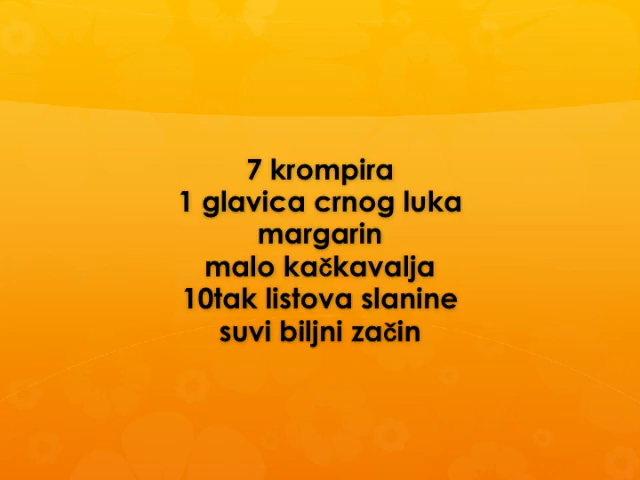 7 krompira
1 glavica crnog luka
margarin
malo kačkavalja
10tak listova slanine
suvi biljni začin